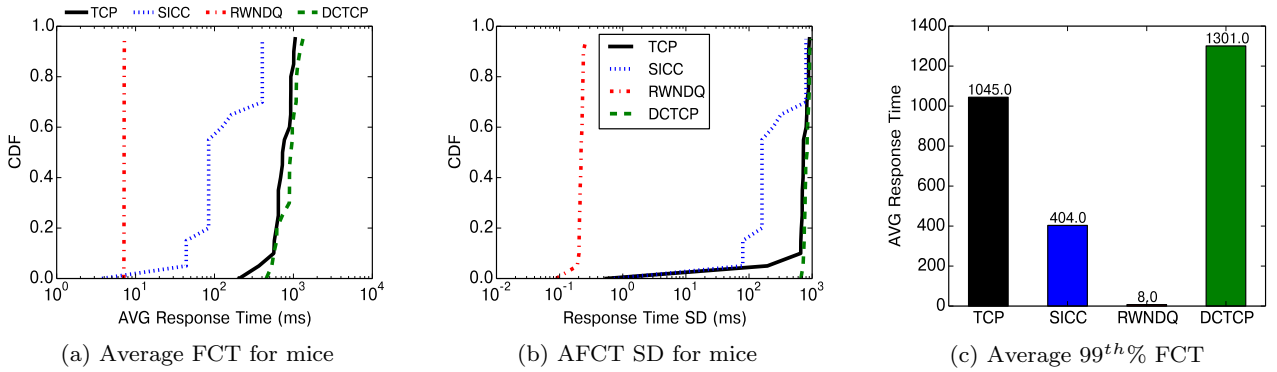 TCP SICC RWNDQ DCTCP
CDF
1.0
0.8
0.6
0.4
0.2
0.0
10^0 10^1 10^2 10^3 10^4
AVG Response Time (ms)
(a) Average FCT for mice
CDF
1.0
0.8
0.6
0.4
0.2
0.0
TCP
SICC
RWNDQ
DCTCP
10^-2 10^-1 10^0 10^1 10^2 10^3
Response Time SD (ms)
(b) AFCT SD for mice
AVG Response Time
1400
1200
1000
800
600
400
200
0
1045.0
404.0
8.0
1301.0
TCP SICC RWNDQ DCTCP
(c) Average 99^th% FCT